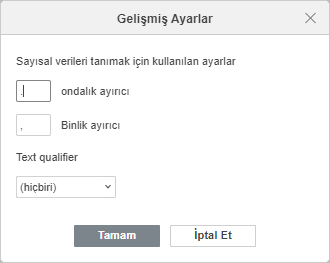 Gelişmiş Ayarlar
Sayısal verileri tanımak için kullanılan ayarlar
. ondalık ayırıcı
, Binlik ayırıcı
Text qualifier
(hiçbiri)
Tamam İptal Et